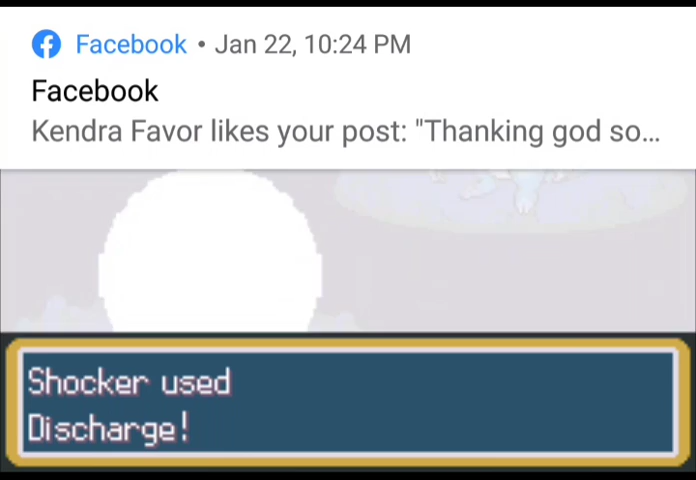 Facebook • Jan 22, 10:24 PM
Facebook
Kendra Favor likes your post: "Thanking god so...
Shocker used
Discharge!